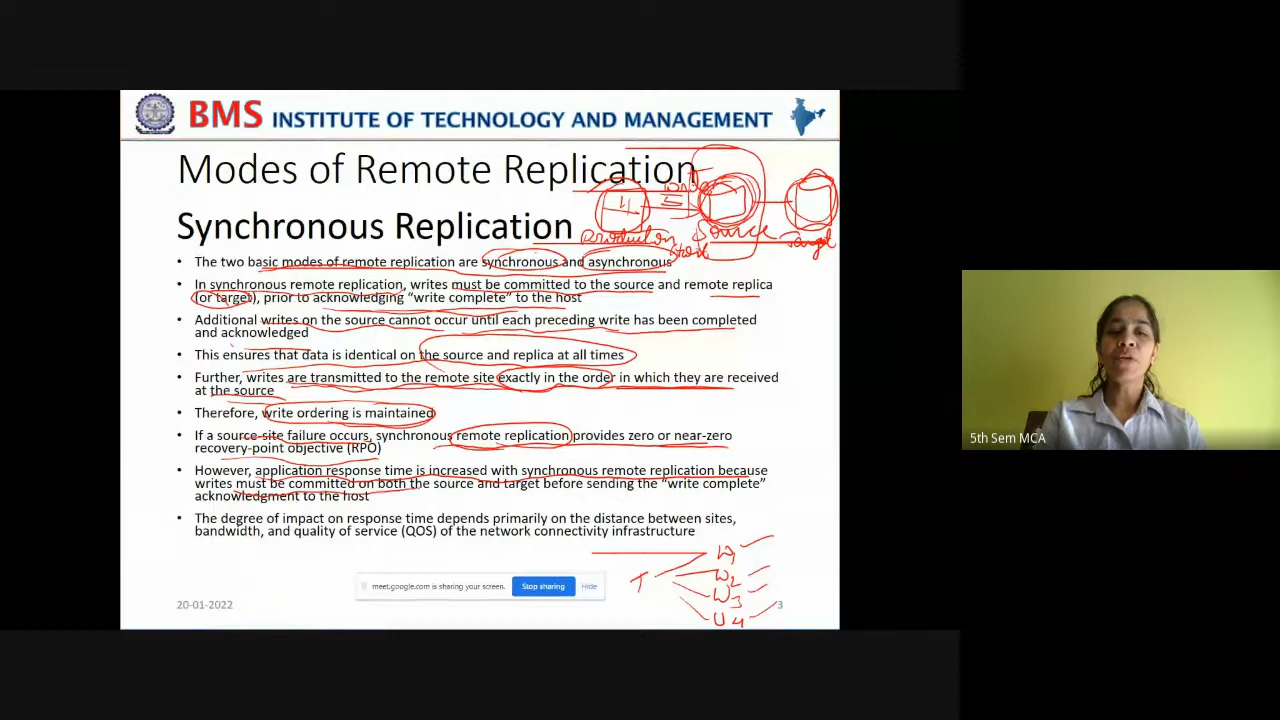 BMS INSTITUTE OF TECHNOLOGY AND MANAGEMENT
Modes of Remote Replication
Synchronous Replication
Production
Source
Target
• The two basic modes of remote replication are synchronous and asynchronous
• In synchronous remote replication, writes must be committed to the source and remote replica
(or target), prior to acknowledging “write complete” to the host
• Additional writes on the source cannot occur until each preceding write has been completed
and acknowledged
• This ensures that data is identical on the source and replica at all times
• Further, writes are transmitted to the remote site exactly in the order in which they are received
at the source
• Therefore, write ordering is maintained
• If a source-site failure occurs, synchronous remote replication provides zero or near-zero
recovery-point objective (RPO)
• However, application response time is increased with synchronous remote replication because
writes must be committed on both the source and target before sending the “write complete”
acknowledgment to the host
• The degree of impact on response time depends primarily on the distance between sites,
bandwidth, and quality of service (QOS) of the network connectivity infrastructure
W1
T W2
W3
meet.google.com is sharing your screen. Stop sharing Hide
20-01-2022 3
5th Sem MCA